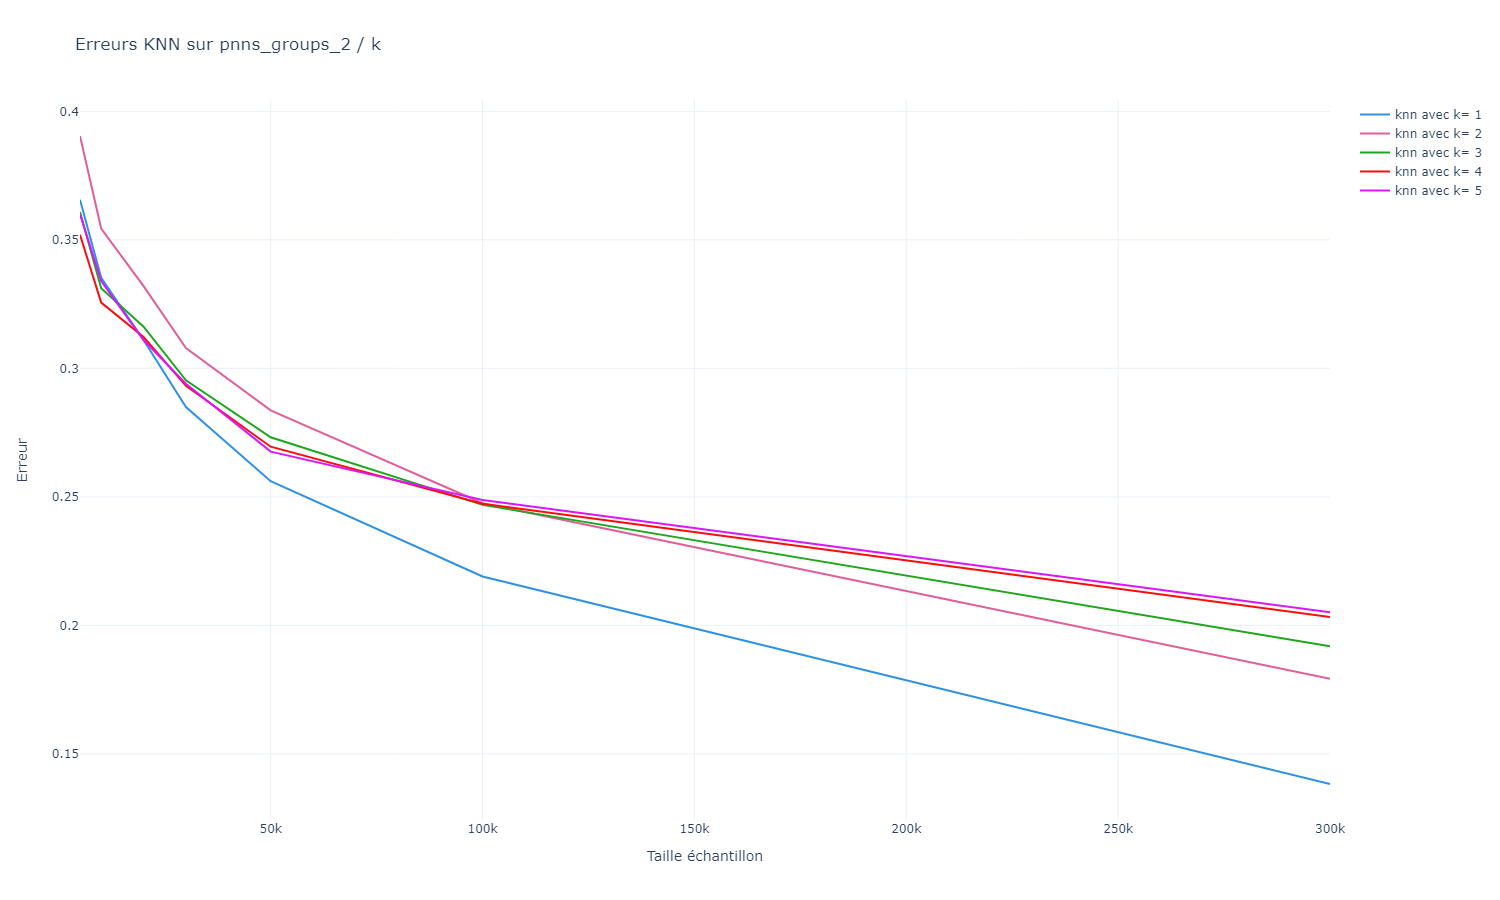 Erreurs KNN sur pnns_groups_2 / k
knn avec k= 1
knn avec k= 2
knn avec k= 3
knn avec k= 4
knn avec k= 5
Erreur
0.4
0.35
0.3
0.25
0.2
0.15
50k 100k 150k 200k 250k 300k
Taille échantillon